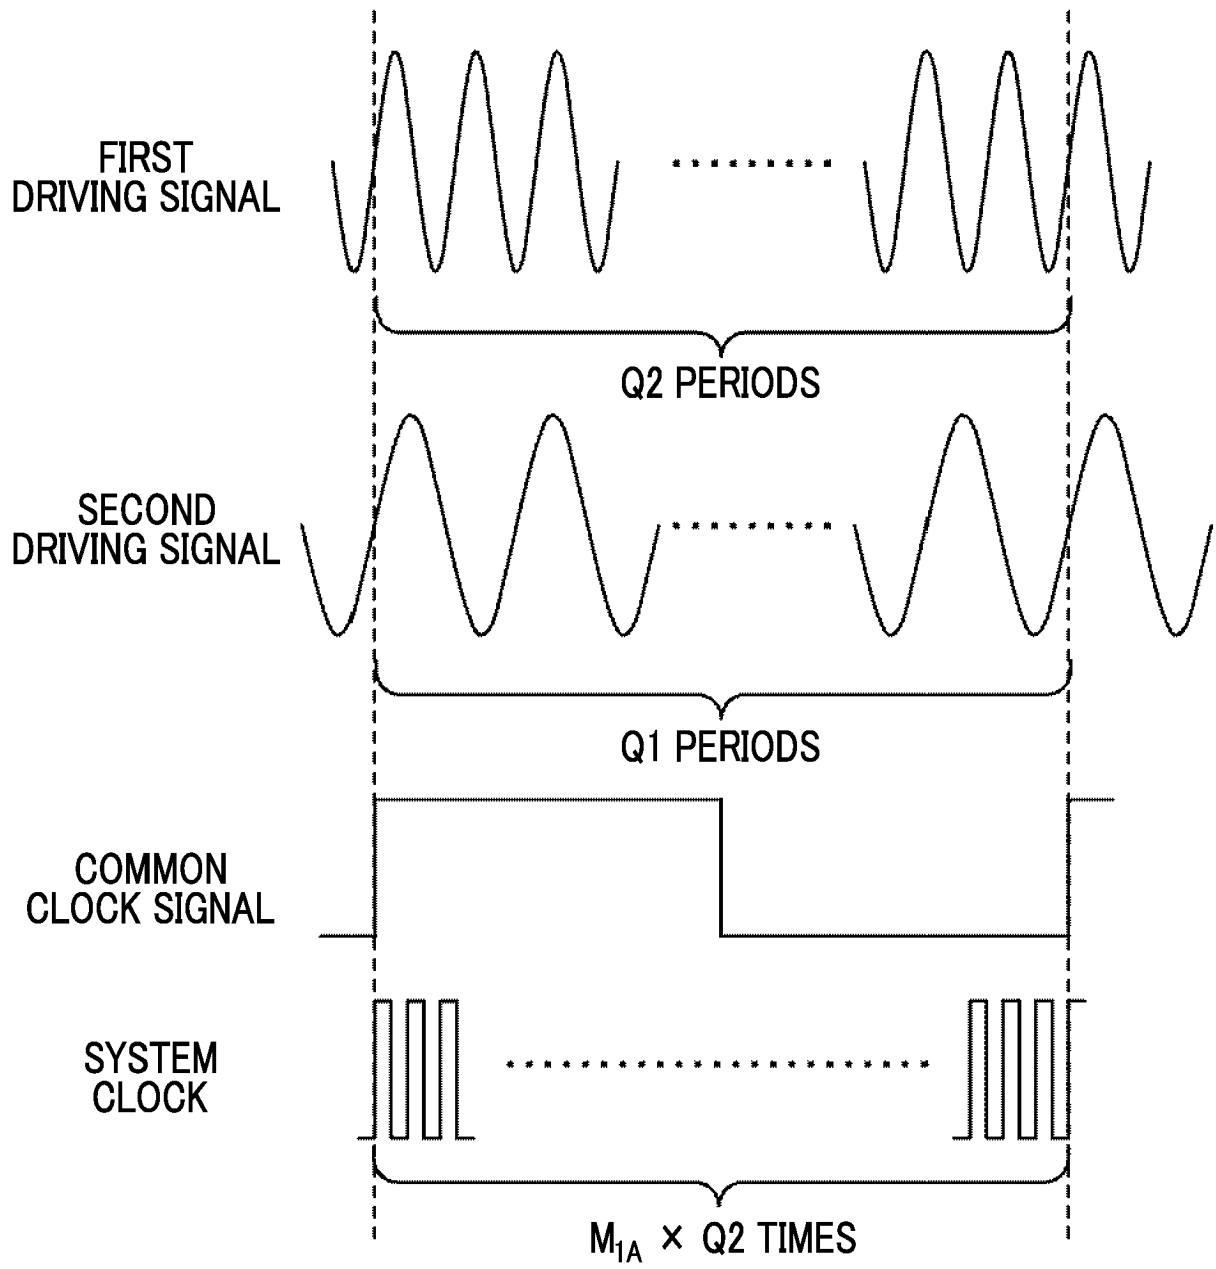 FIRST
DRIVING SIGNAL
Q2 PERIODS
SECOND
DRIVING SIGNAL
Q1 PERIODS
COMMON
CLOCK SIGNAL
SYSTEM
CLOCK
M1A × Q2 TIMES